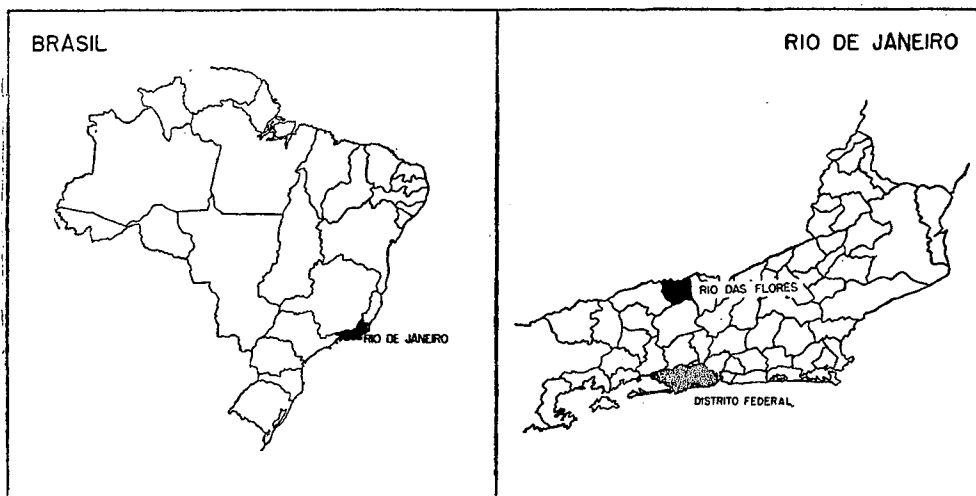 BRASIL
RIO DE JANEIRO
RIO DE JANEIRO
RIO DAS FLORES
DISTRITO FEDERAL